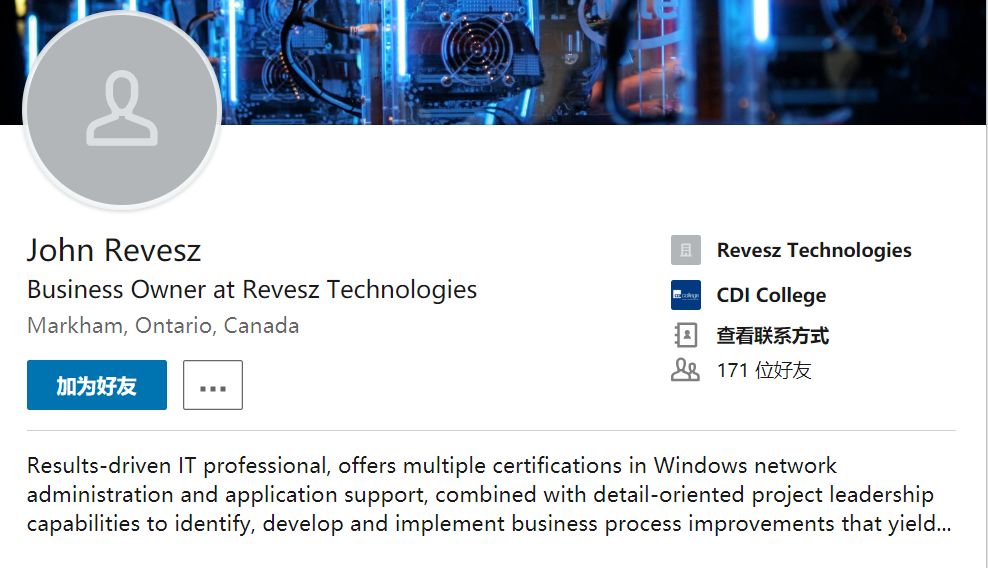 John Revesz
Business Owner at Revesz Technologies
Markham, Ontario, Canada
加为好友
...
Revesz Technologies
CDI College
查看联系方式
171 位好友
Results-driven IT professional, offers multiple certifications in Windows network
administration and application support, combined with detail-oriented project leadership
capabilities to identify, develop and implement business process improvements that yield...